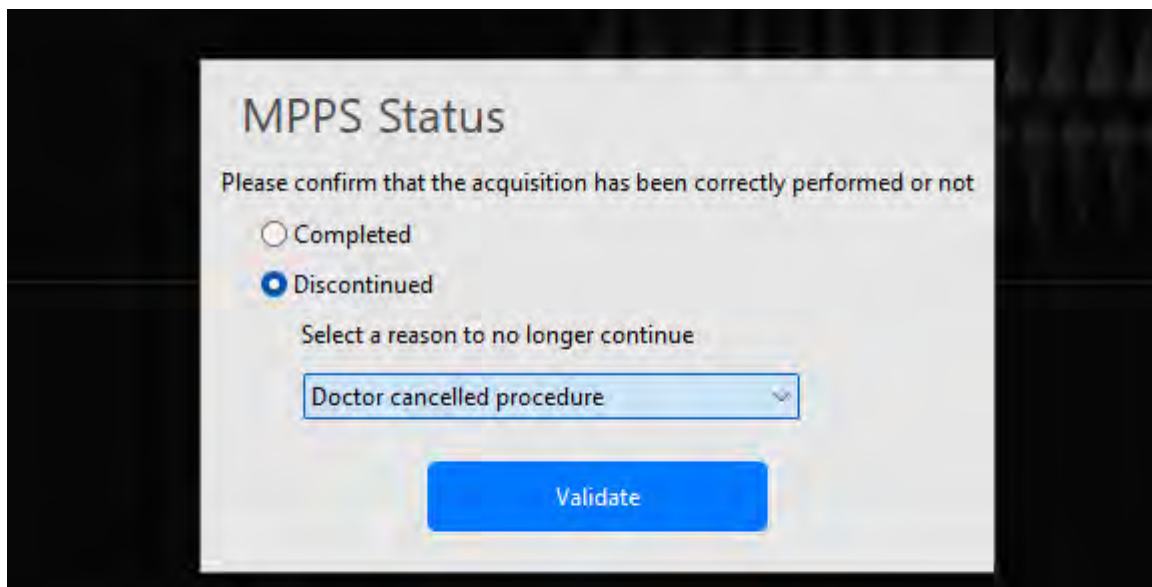 MPPS Status
Please confirm that the acquisition has been correctly performed or not
Completed
Discontinued
Select a reason to no longer continue
Doctor cancelled procedure
Validate